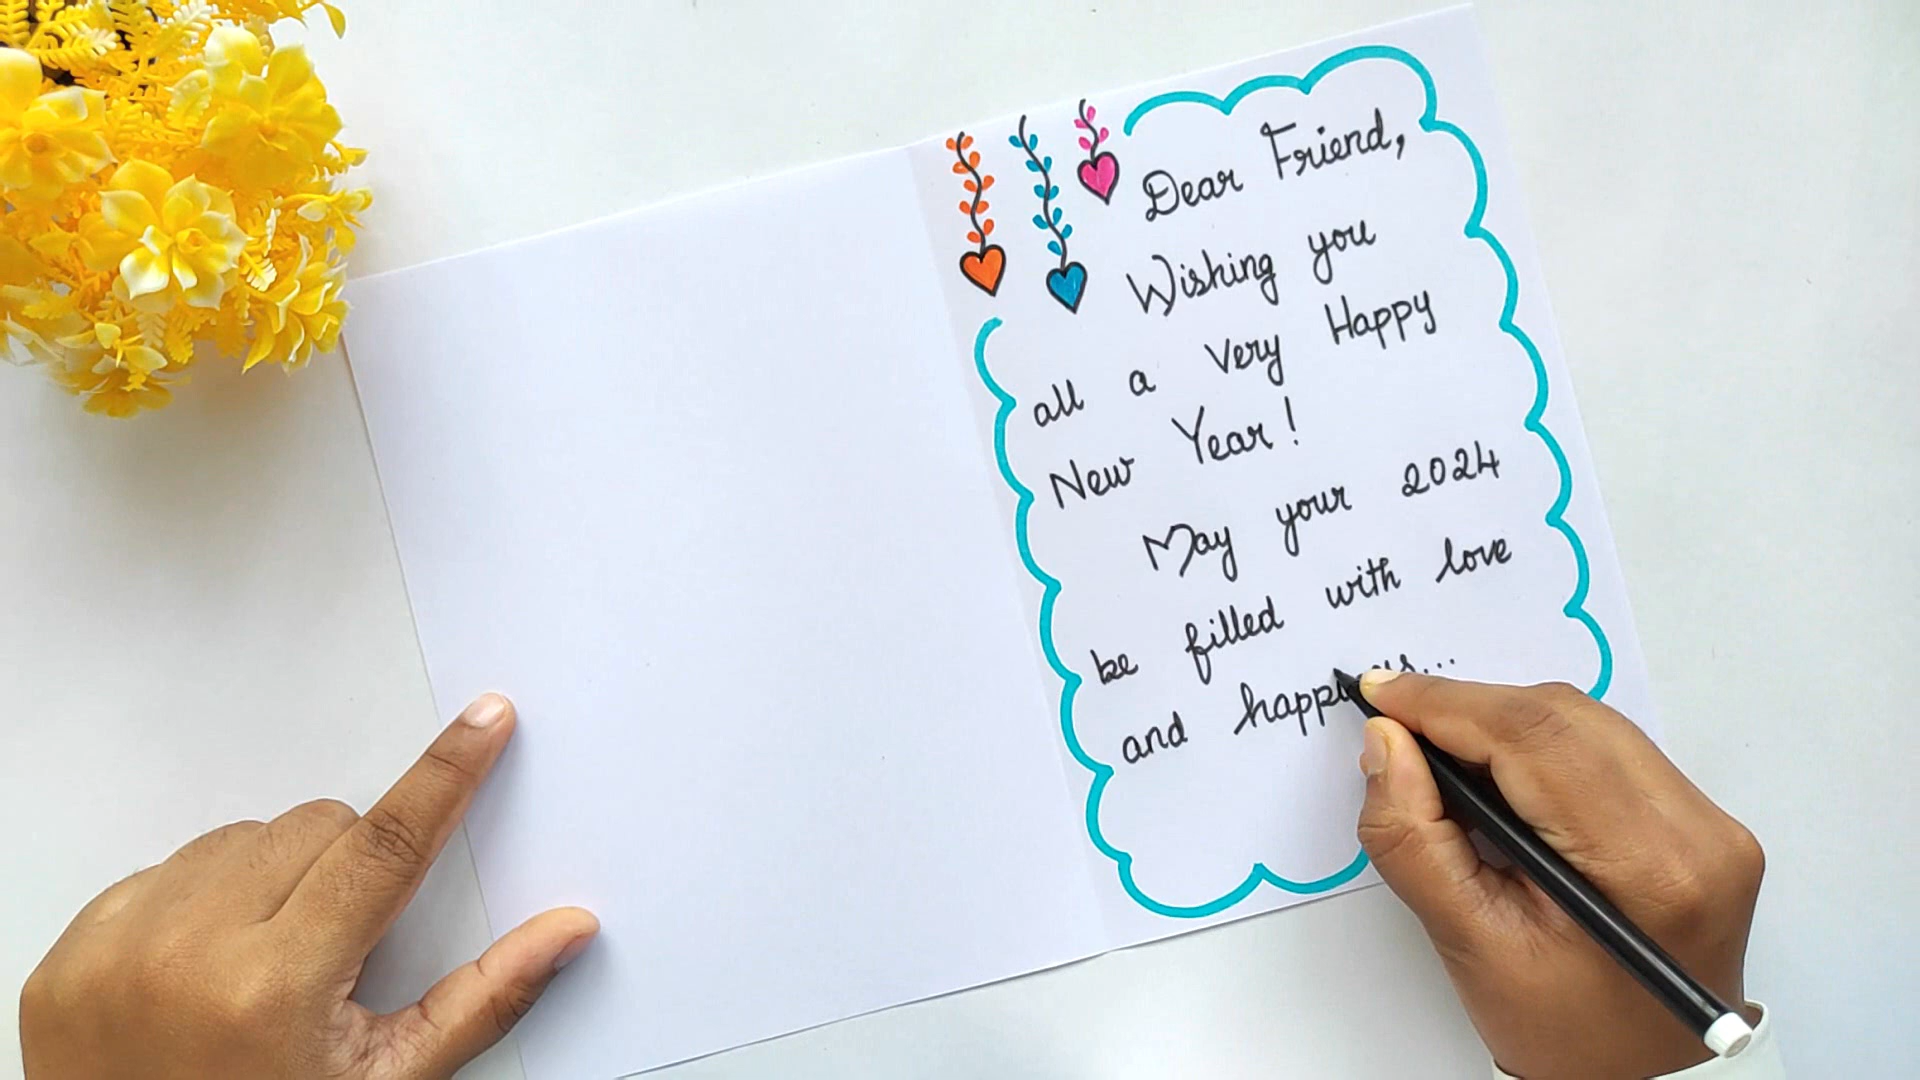 Dear Friend,
Wishing you
all a very Happy
New Year!
May your 2024
be filled with love
and